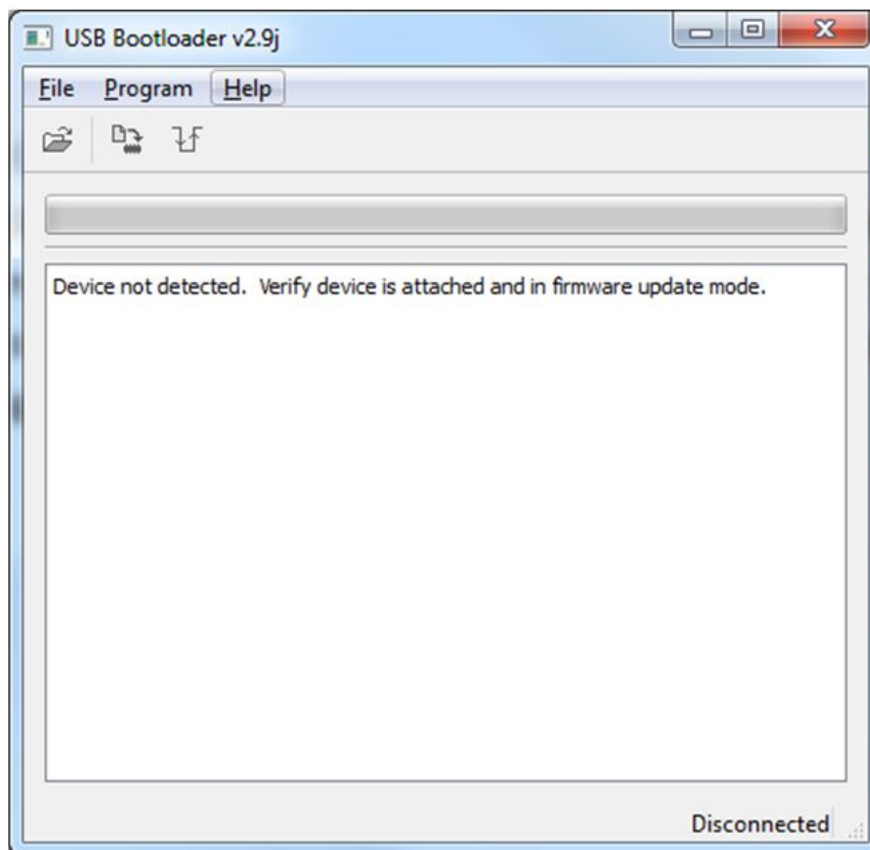 USB Bootloader v2.9j
File Program Help
Device not detected. Verify device is attached and in firmware update mode.
Disconnected